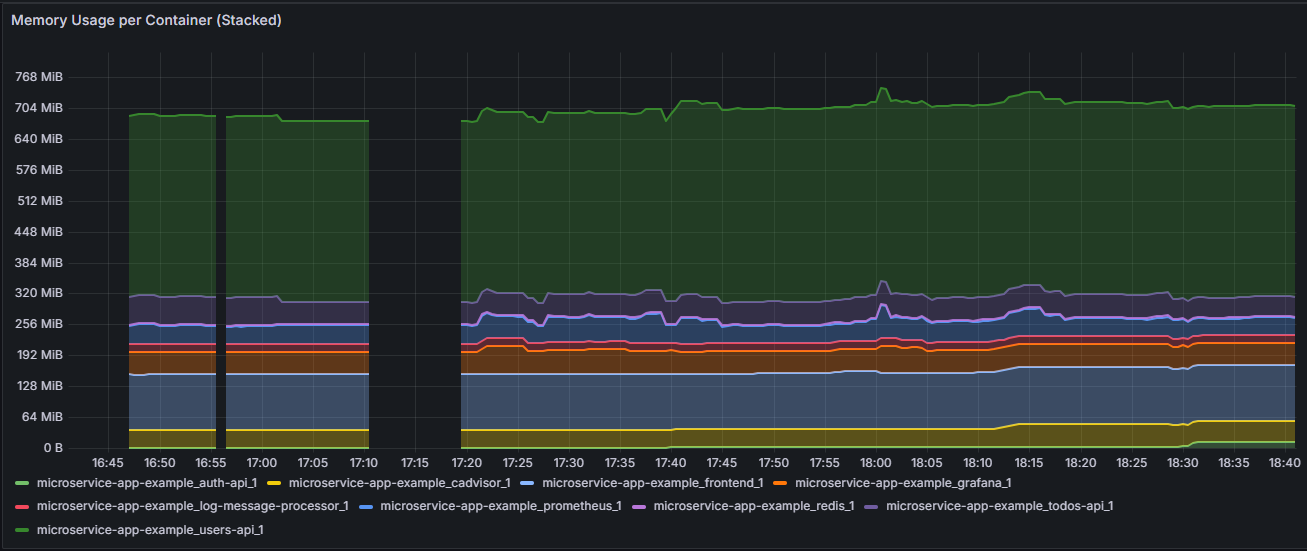 Memory Usage per Container (Stacked)
768 MiB
704 MiB
640 MiB
576 MiB
512 MiB
448 MiB
384 MiB
320 MiB
256 MiB
192 MiB
128 MiB
64 MiB
0 B
16:45 16:50 16:55 17:00 17:05 17:10 17:15 17:20 17:25 17:30 17:35 17:40 17:45 17:50 17:55 18:00 18:05 18:10 18:15 18:20 18:25 18:30 18:35 18:40
microservice-app-example_auth-api_1 microservice-app-example_cadvisor_1 microservice-app-example_frontend_1 microservice-app-example_grafana_1
microservice-app-example_log-message-processor_1 microservice-app-example_prometheus_1 microservice-app-example_redis_1 microservice-app-example_todos-api_1
microservice-app-example_users-api_1